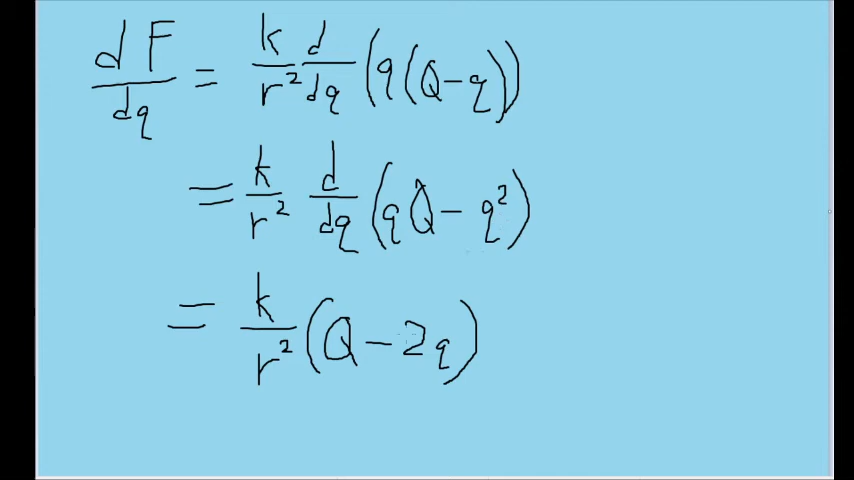 dF/dq = k/r² d/dq (q(Q-q))
= k/r² d/dq (qQ - q²)
= k/r² (Q - 2q)